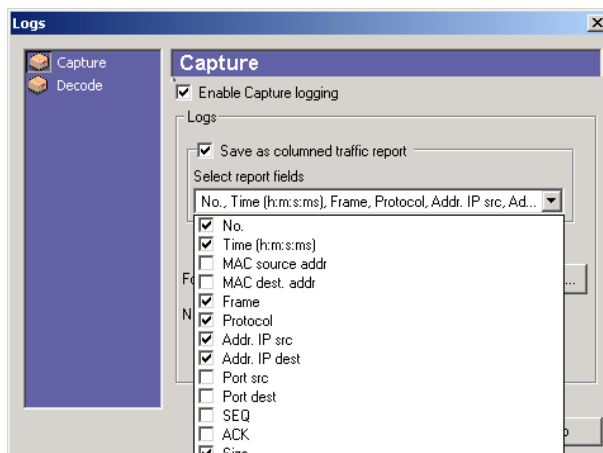 Logs
Capture
Decode
Capture
Enable Capture logging
Logs
Save as columned traffic report
Select report fields
No., Time (h:m:s:ms), Frame, Protocol, Addr. IP src, Ad...
No.
Time (h:m:s:ms)
MAC source addr
MAC dest. addr
Frame
Protocol
Addr. IP src
Addr. IP dest
Port src
Port dest
SEQ
ACK
Size
...